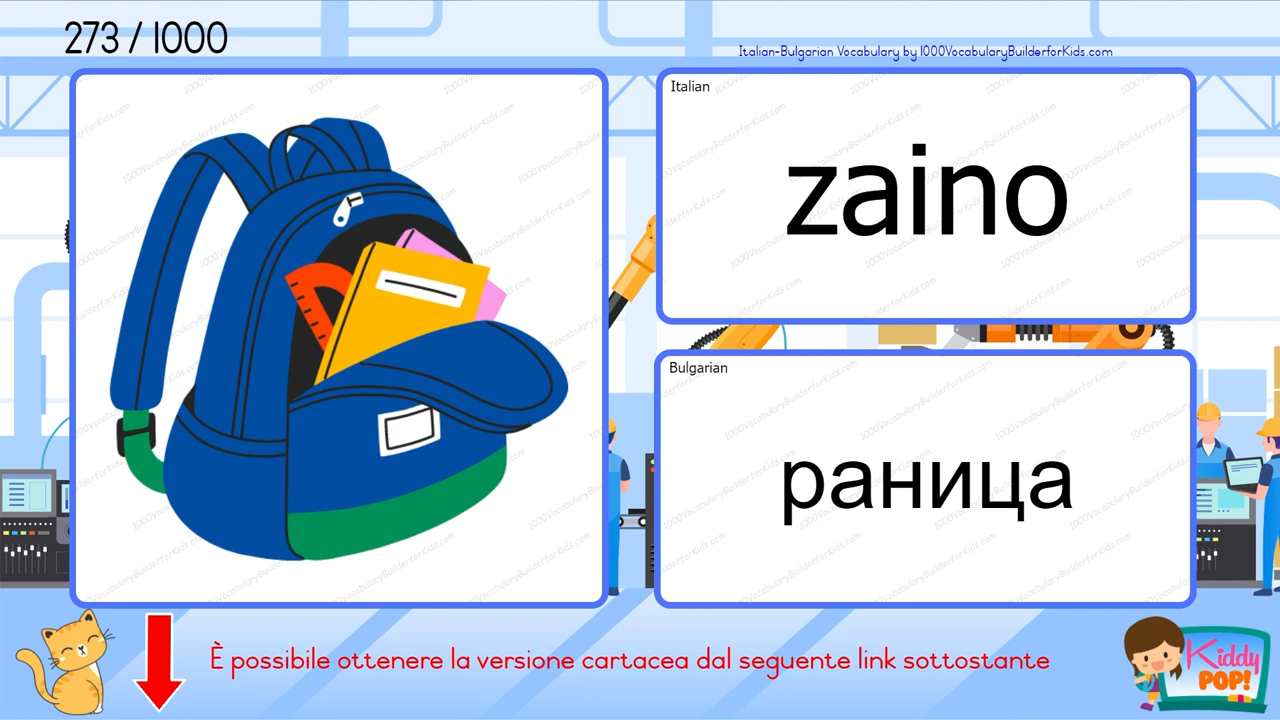 273 / 1000
Italian-Bulgarian Vocabulary by 1000VocabularyBuilderforKids.com
Italian
zaino
Bulgarian
раница
È possibile ottenere la versione cartacea dal seguente link sottostante
Kiddy
POP!